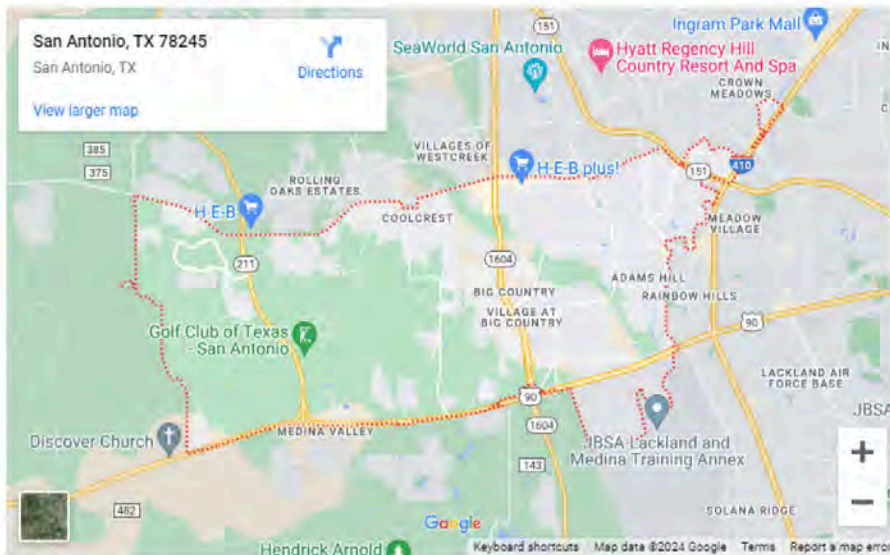 San Antonio, TX 78245
San Antonio, TX
Directions
View larger map
151
Ingram Park Mall
SeaWorld San Antonio
Hyatt Regency Hill
Country Resort And Spa
CROWN
MEADOWS
385
375
VILLAGES OF
WESTCREEK
H-E-B plus!
410
151
ROLLING
OAKS ESTATES
H-E-B
COOLCREST
MEADOW
VILLAGE
211
1604
ADAMS HILL
BIG COUNTRY
RAINBOW HILLS
VILLAGE AT
BIG COUNTRY
90
Golf Club of Texas
- San Antonio
LACKLAND AIR
FORCE BASE
90
JBSA
1604
MEDINA VALLEY
Discover Church
JBSA Lackland and
Medina Training Annex
143
482
SOLANA RIDGE
Google
Hendrick Arnold
Keyboard shortcuts
Map data ©2024 Google
Terms
Report a map error